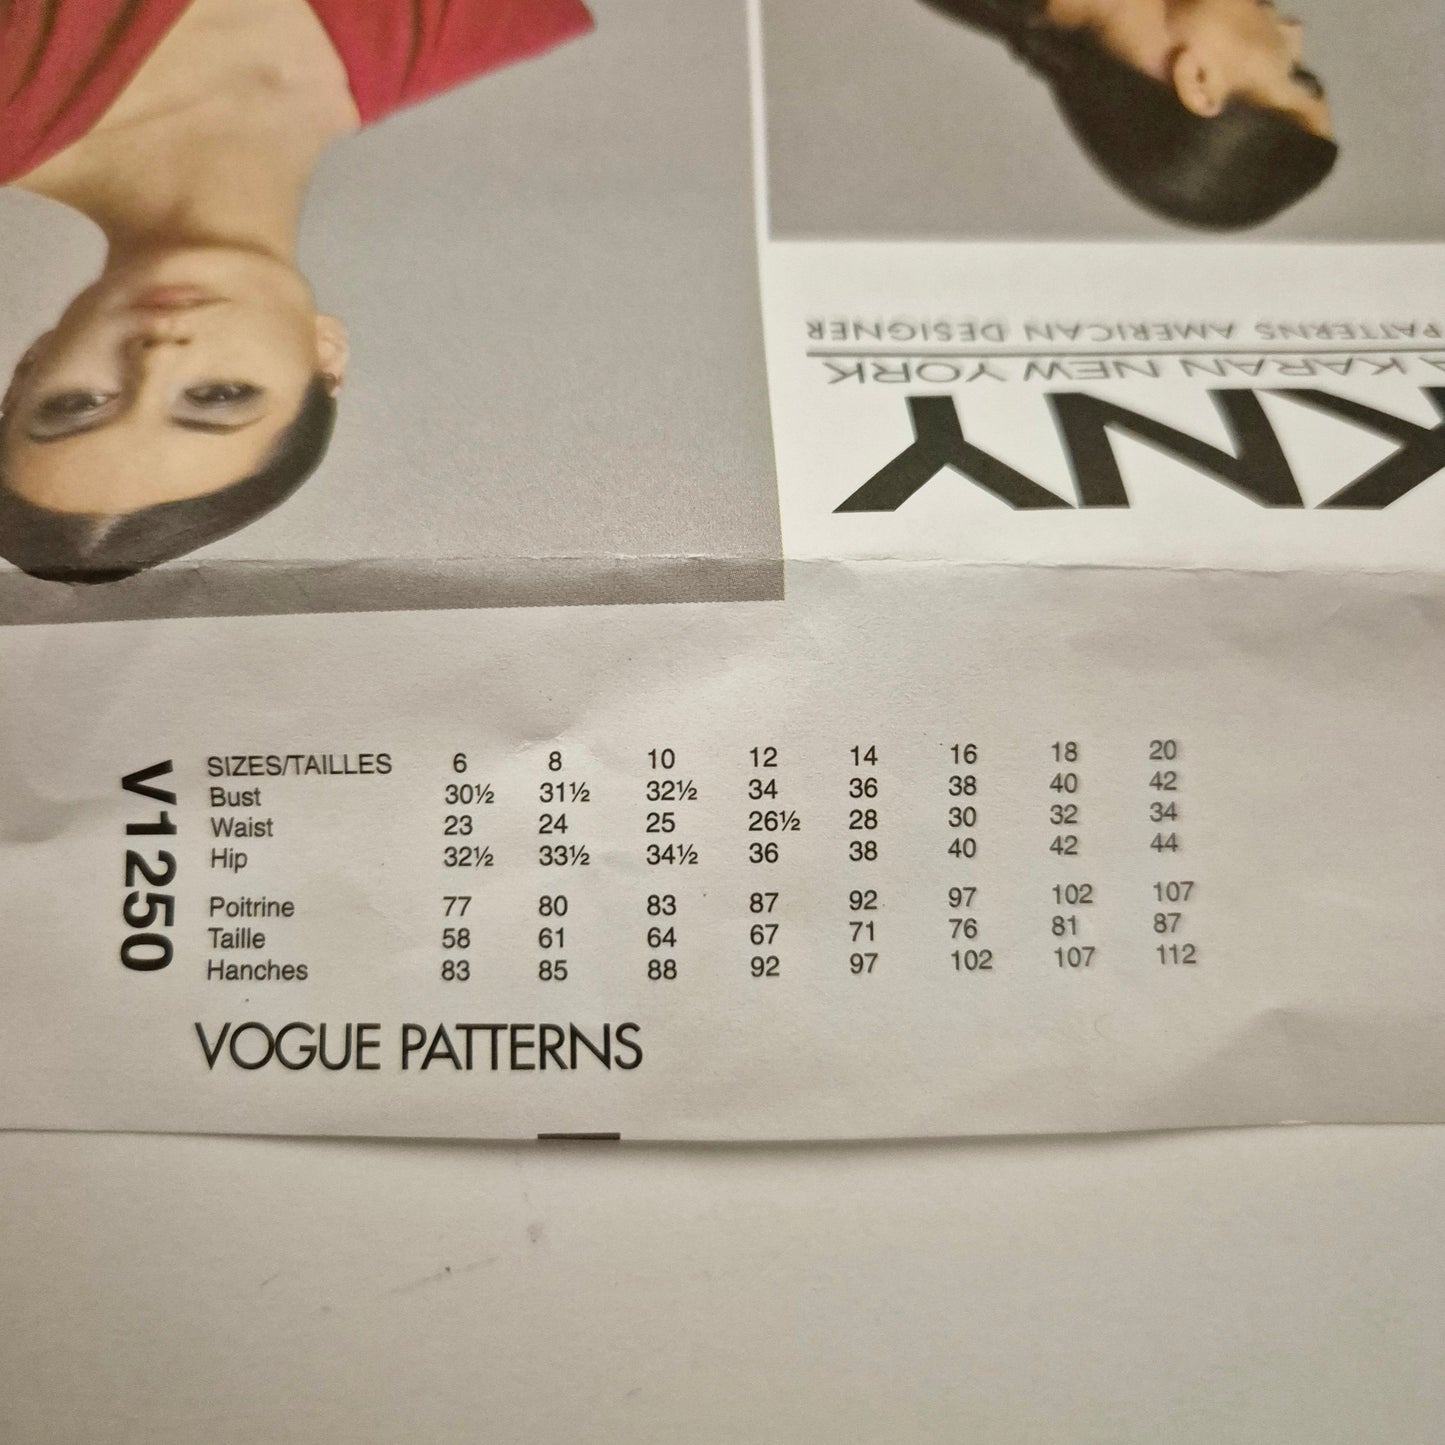 PATTERNS AMERICAN DESIGNER
KARAN NEW YORK
KNY
V1250
SIZES/TAILLES 6 8 10 12 14 16 18 20
Bust 30½ 31½ 32½ 34 36 38 40 42
Waist 23 24 25 26½ 28 30 32 34
Hip 32½ 33½ 34½ 36 38 40 42 44
Poitrine 77 80 83 87 92 97 102 107
Taille 58 61 64 67 71 76 81 87
Hanches 83 85 88 92 97 102 107 112
VOGUE PATTERNS